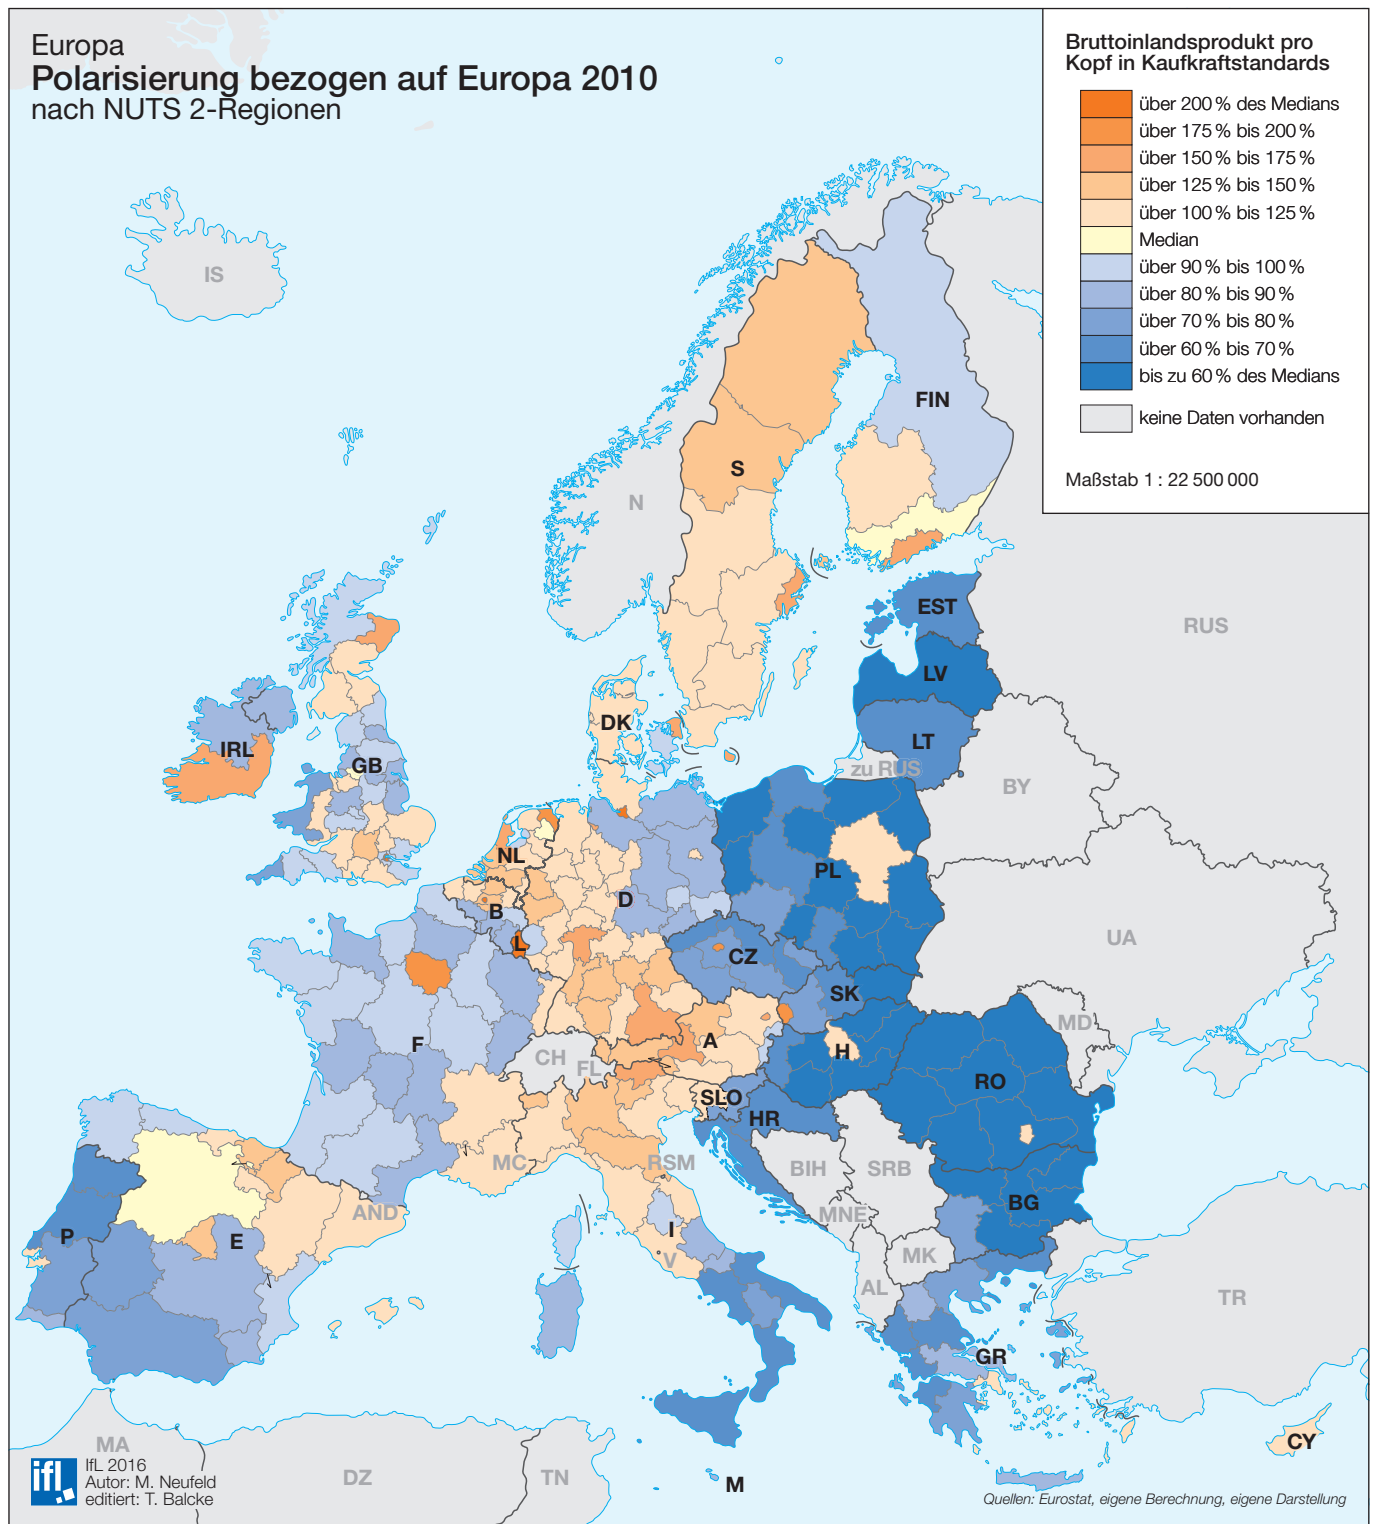 Europa
Polarisierung bezogen auf Europa 2010
nach NUTS 2-Regionen
Bruttoinlandsprodukt pro
Kopf in Kaufkraftstandards
über 200 % des Medians
über 175 % bis 200 %
über 150 % bis 175 %
über 125 % bis 150 %
über 100 % bis 125 %
Median
über 90 % bis 100 %
über 80 % bis 90 %
über 70 % bis 80 %
über 60 % bis 70 %
bis zu 60 % des Medians
keine Daten vorhanden
Maßstab 1 : 22 500 000
IS
FIN
S
N
EST
RUS
LV
DK
IRL
LT
GB
zu RUS
BY
NL
PL
D
B
UA
L
CZ
SK
MD
F
A
H
CH
FL
RO
SLO
HR
MC
RSM
BIH
SRB
AND
BG
MNE
P
E
I
V
MK
AL
TR
GR
CY
MA
DZ
TN
M
ifl
IfL 2016
Autor: M. Neufeld
editiert: T. Balcke
Quellen: Eurostat, eigene Berechnung, eigene Darstellung